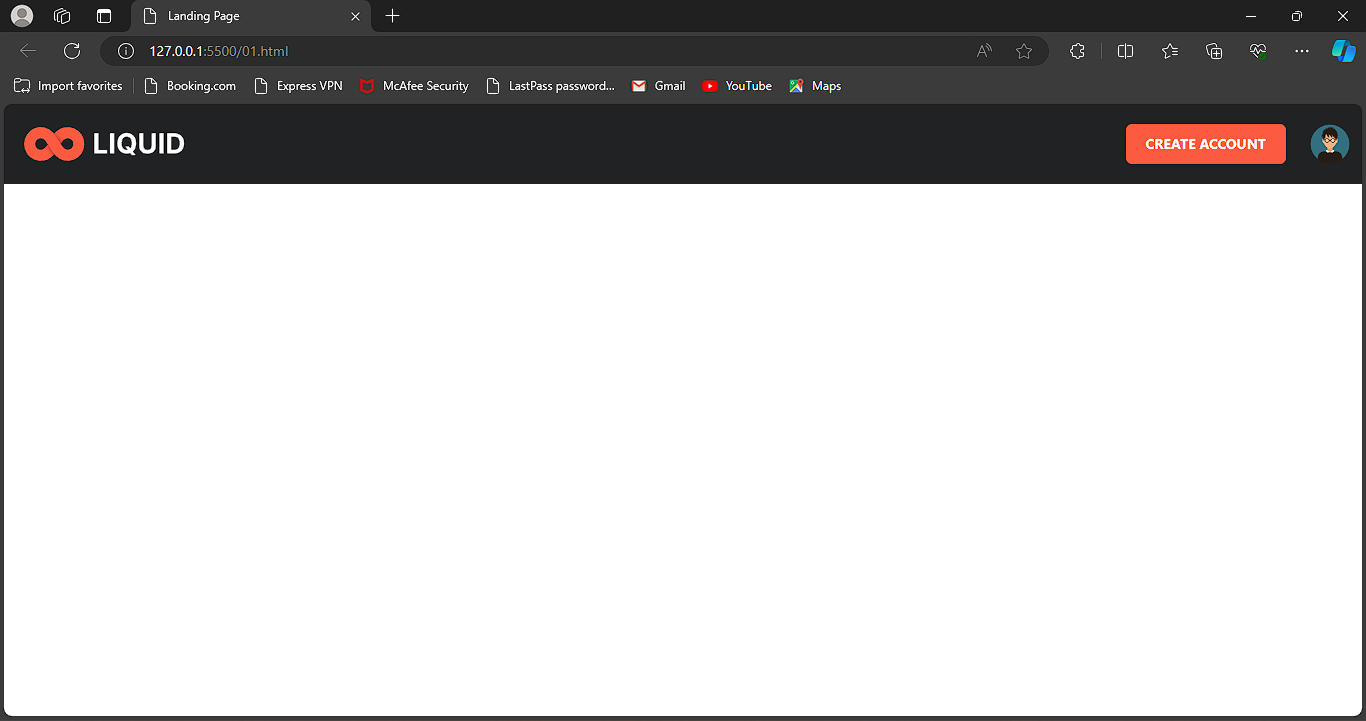 Landing Page
127.0.0.1:5500/01.html
Import favorites Booking.com Express VPN McAfee Security LastPass password... Gmail YouTube Maps
LIQUID CREATE ACCOUNT